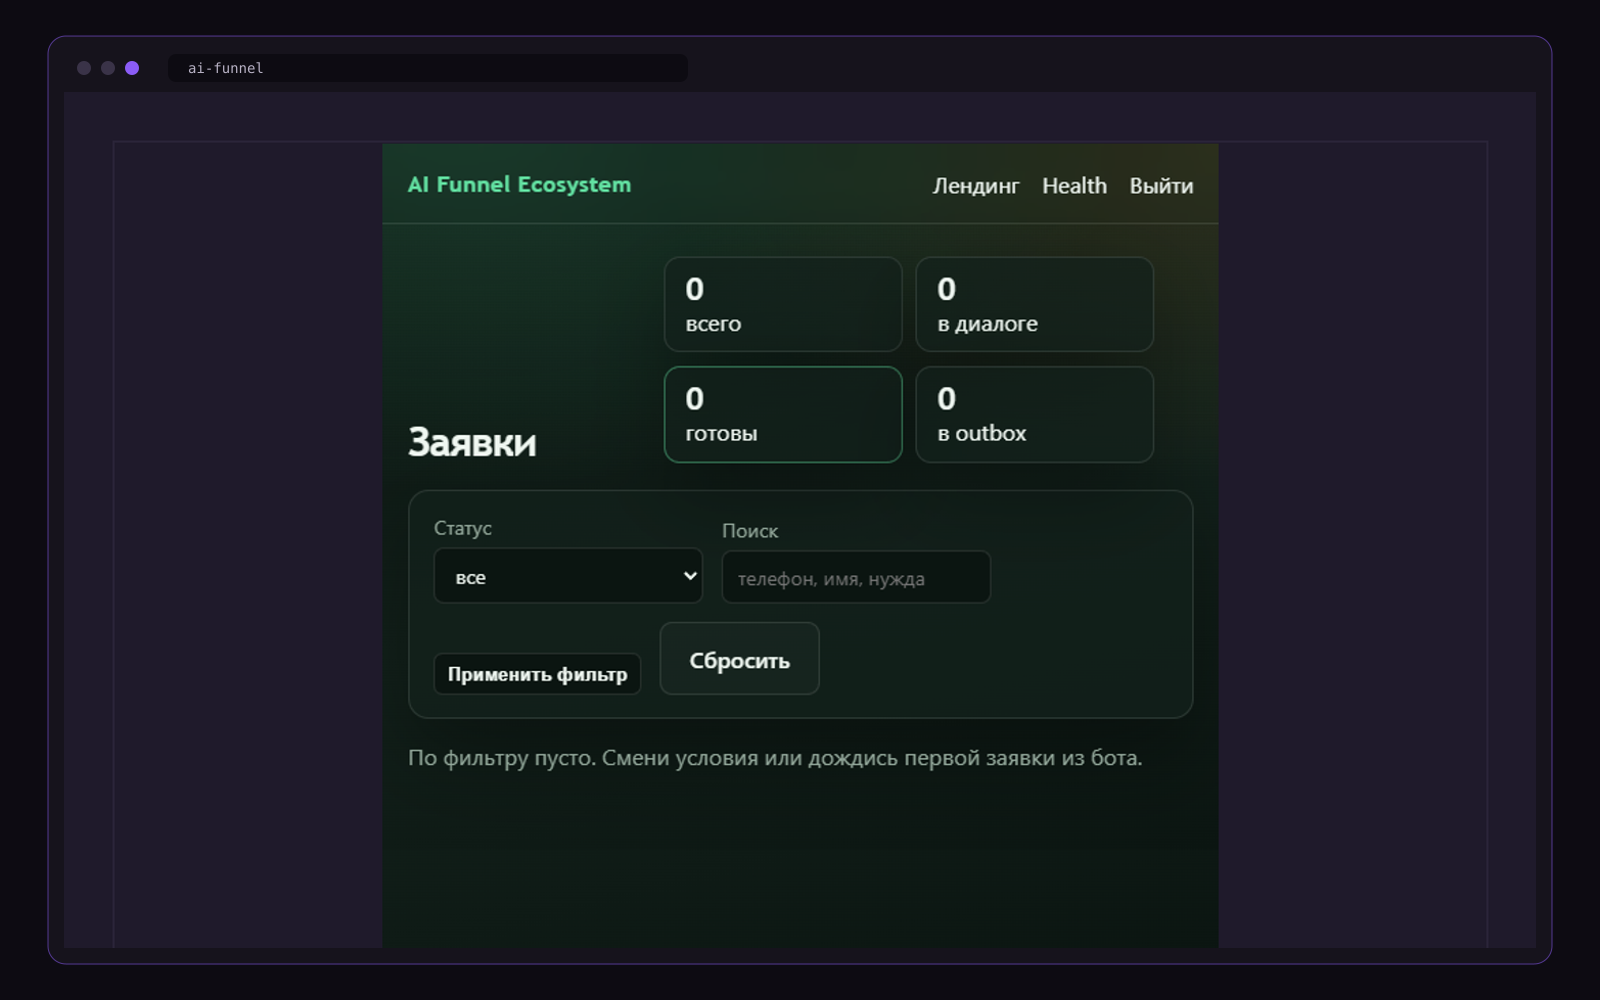 ai-funnel
AI Funnel Ecosystem
Лендинг Health Выйти
0
всего
0
в диалоге
0
готовы
0
в outbox
Заявки
Статус
все
Поиск
телефон, имя, нужда
Применить фильтр
Сбросить
По фильтру пусто. Смени условия или дождись первой заявки из бота.